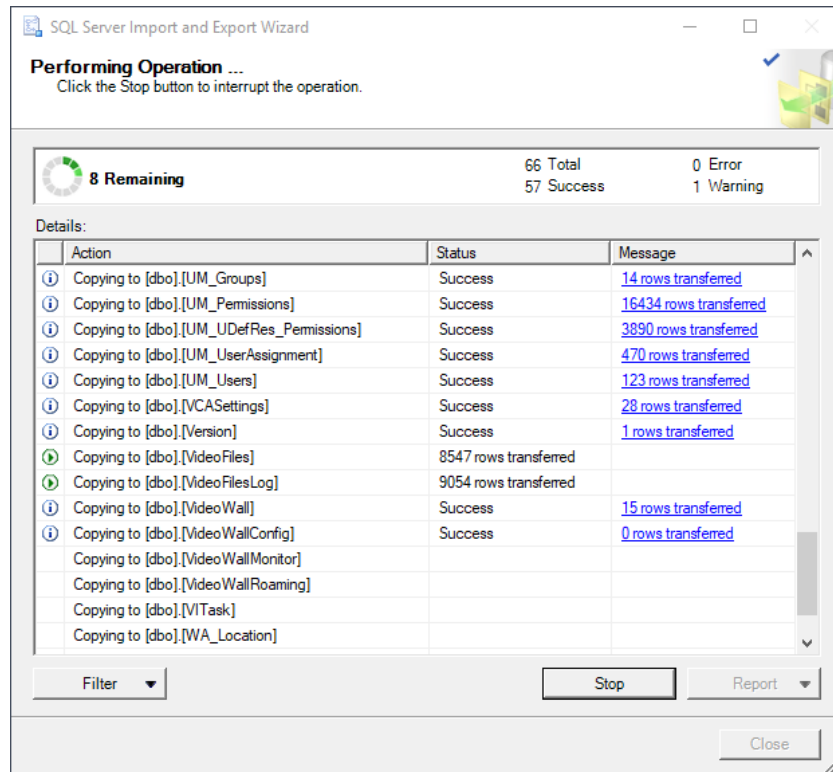 SQL Server Import and Export Wizard
Performing Operation ...
Click the Stop button to interrupt the operation.
8 Remaining
66 Total
0 Error
57 Success
1 Warning
Details:
Action Status Message
Copying to [dbo].[UM_Groups] Success 14 rows transferred
Copying to [dbo].[UM_Permissions] Success 16434 rows transferred
Copying to [dbo].[UM_UDefRes_Permissions] Success 3890 rows transferred
Copying to [dbo].[UM_UserAssignment] Success 470 rows transferred
Copying to [dbo].[UM_Users] Success 123 rows transferred
Copying to [dbo].[VCASettings] Success 28 rows transferred
Copying to [dbo].[Version] Success 1 rows transferred
Copying to [dbo].[VideoFiles] 8547 rows transferred
Copying to [dbo].[VideoFilesLog] 9054 rows transferred
Copying to [dbo].[VideoWall] Success 15 rows transferred
Copying to [dbo].[VideoWallConfig] Success 0 rows transferred
Copying to [dbo].[VideoWallMonitor]
Copying to [dbo].[VideoWallRoaming]
Copying to [dbo].[VITask]
Copying to [dbo].[WA_Location]
Filter Stop Report
Close